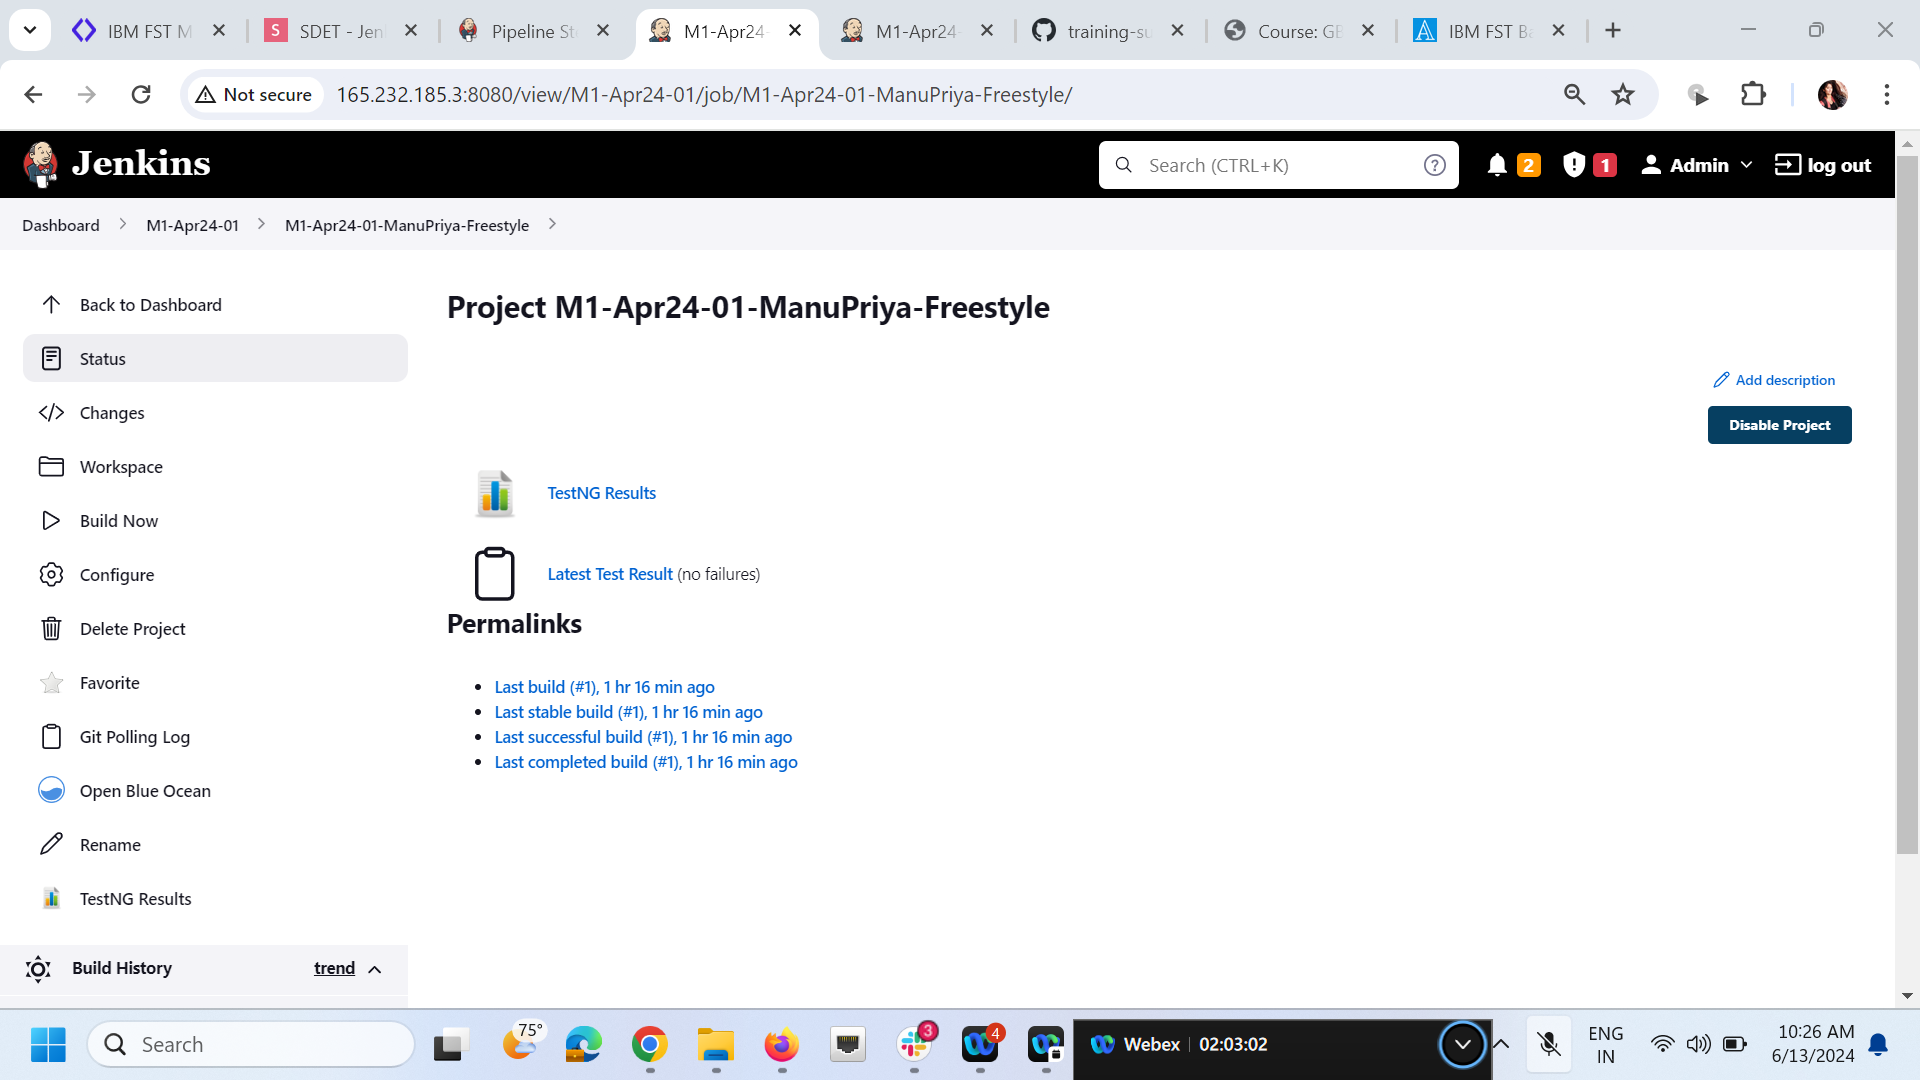 IBM FST M
SDET - Jen
Pipeline St
M1-Apr24-
M1-Apr24-
training-su
Course: GE
IBM FST Ba
Not secure
165.232.185.3:8080/view/M1-Apr24-01/job/M1-Apr24-01-ManuPriya-Freestyle/
Jenkins
Search (CTRL+K)
2
1
Admin
log out
Dashboard
M1-Apr24-01
M1-Apr24-01-ManuPriya-Freestyle
Back to Dashboard
Status
Changes
Workspace
Build Now
Configure
Delete Project
Favorite
Git Polling Log
Open Blue Ocean
Rename
TestNG Results
Build History
trend
Project M1-Apr24-01-ManuPriya-Freestyle
Add description
Disable Project
TestNG Results
Latest Test Result (no failures)
Permalinks
Last build (#1), 1 hr 16 min ago
Last stable build (#1), 1 hr 16 min ago
Last successful build (#1), 1 hr 16 min ago
Last completed build (#1), 1 hr 16 min ago
Search
75°
3
4
Webex
02:03:02
ENG
IN
10:26 AM
6/13/2024